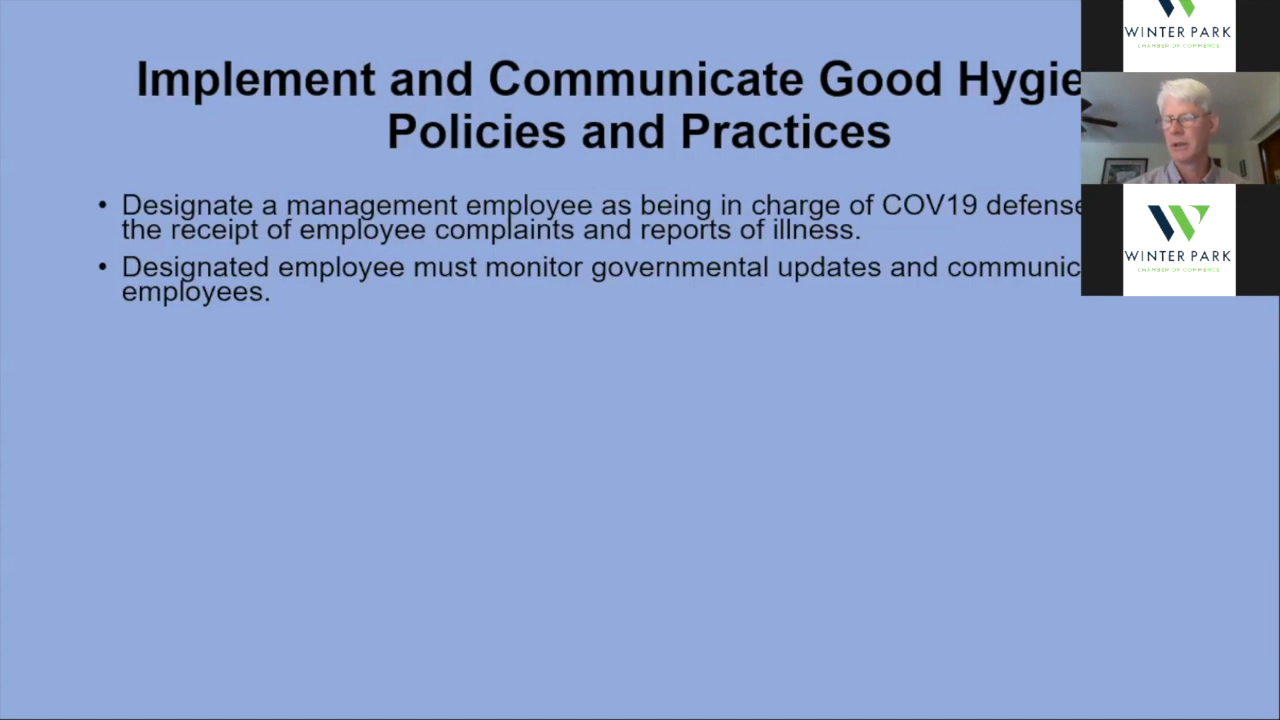 Implement and Communicate Good Hygie
Policies and Practices
• Designate a management employee as being in charge of COV19 defense
the receipt of employee complaints and reports of illness.
• Designated employee must monitor governmental updates and communic
employees.
WINTER PARK
CHAMBER OF COMMERCE
WINTER PARK
CHAMBER OF COMMERCE